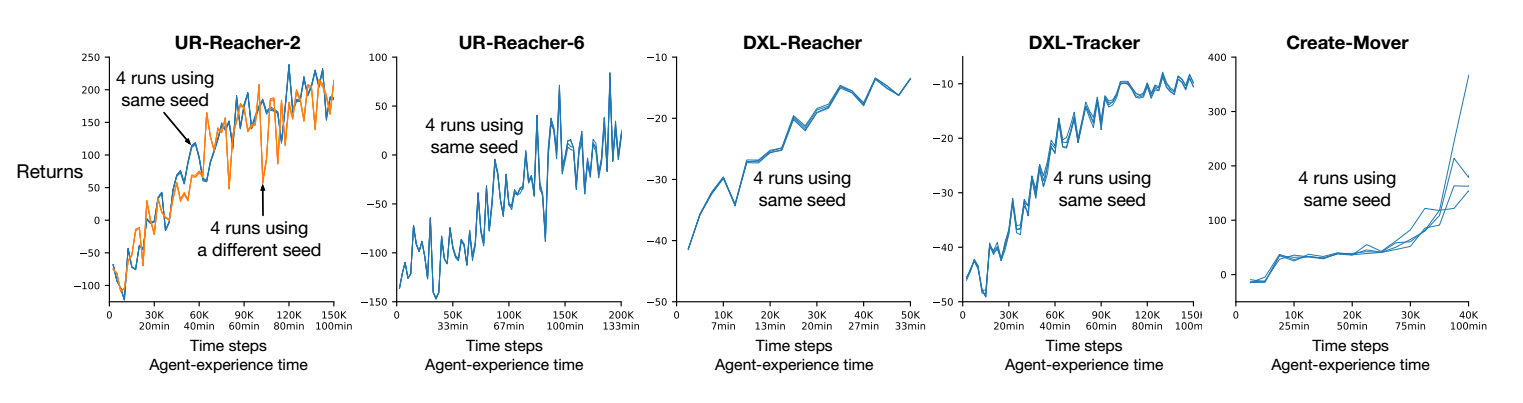 UR-Reacher-2
UR-Reacher-6
DXL-Reacher
DXL-Tracker
Create-Mover
Returns
250
200
150
100
50
0
−50
−100
4 runs using
same seed
4 runs using
a different seed
0 30K 60K 90K 120K 150K
20min 40min 60min 80min 100min
Time steps
Agent-experience time
100
50
0
−50
−100
−150
4 runs using
same seed
0 50K 100K 150K 200K
33min 67min 100min 133min
Time steps
Agent-experience time
−10
−20
−30
−40
−50
4 runs using
same seed
0 10K 20K 30K 40K 50K
7min 13min 20min 27min 33min
Time steps
Agent-experience time
−10
−20
−30
−40
−50
4 runs using
same seed
0 30K 60K 90K 120K 150K
20min 40min 60min 80min 100m
Time steps
Agent-experience time
400
300
200
100
0
4 runs using
same seed
0 10K 20K 30K 40K
25min 50min 75min 100min
Time steps
Agent-experience time